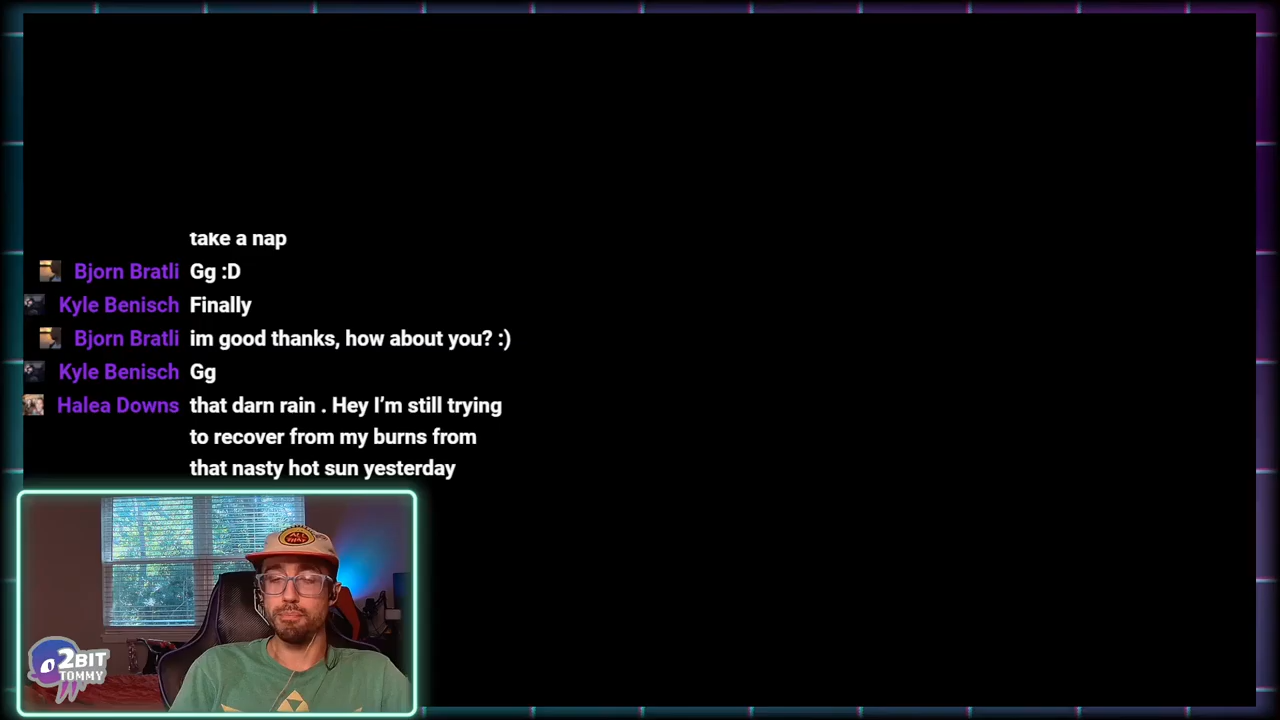 take a nap
Bjorn Bratli Gg :D
Kyle Benisch Finally
Bjorn Bratli im good thanks, how about you? :)
Kyle Benisch Gg
Halea Downs that darn rain . Hey I’m still trying
to recover from my burns from
that nasty hot sun yesterday
ALL
THAT
2BIT
TOMMY